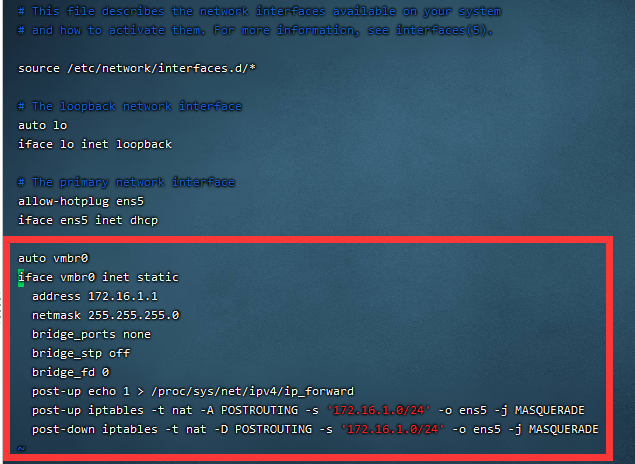 # This file describes the network interfaces available on your system
# and how to activate them. For more information, see interfaces(5).
source /etc/network/interfaces.d/*
# The loopback network interface
auto lo
iface lo inet loopback
# The primary network interface
allow-hotplug ens5
iface ens5 inet dhcp
auto vmbr0
iface vmbr0 inet static
address 172.16.1.1
netmask 255.255.255.0
bridge_ports none
bridge_stp off
bridge_fd 0
post-up echo 1 > /proc/sys/net/ipv4/ip_forward
post-up iptables -t nat -A POSTROUTING -s '172.16.1.0/24' -o ens5 -j MASQUERADE
post-down iptables -t nat -D POSTROUTING -s '172.16.1.0/24' -o ens5 -j MASQUERADE
~